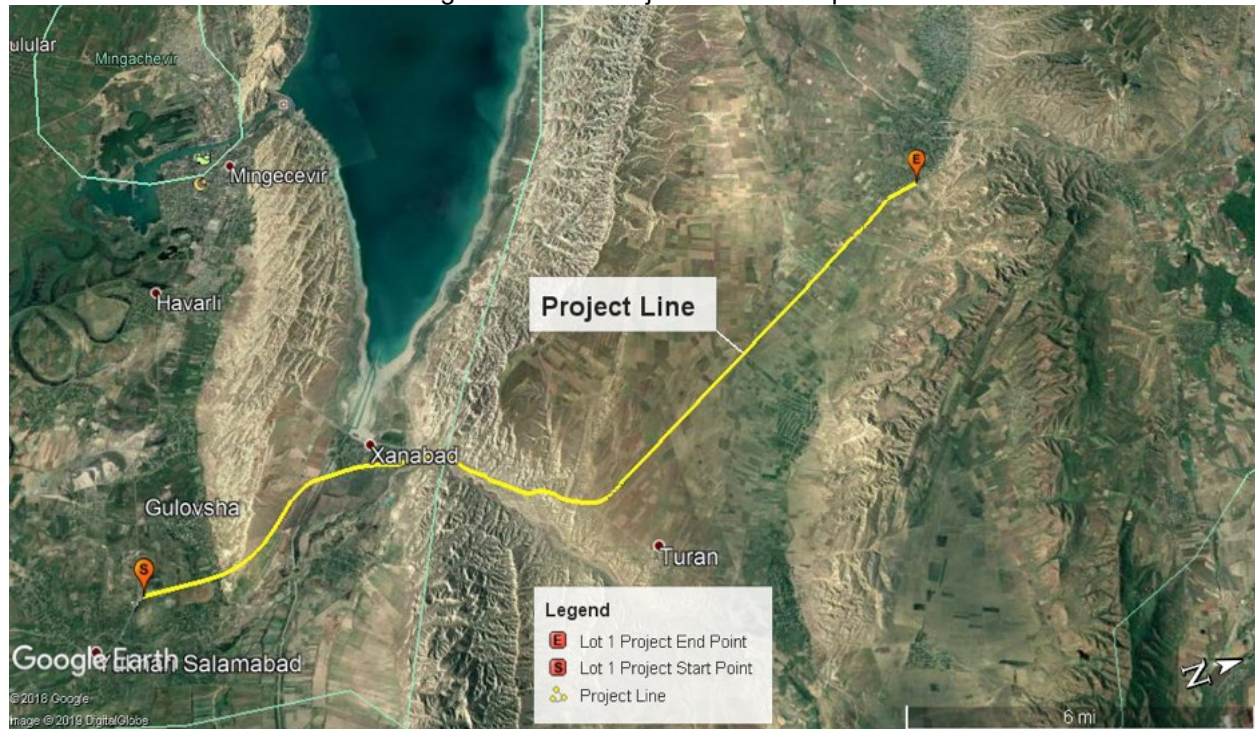 ulular
Mingachevir
Mingecevir
Havarli
Project Line
Xanabad
Gulovsha
Turan
S
E
Legend
E Lot 1 Project End Point
S Lot 1 Project Start Point
Project Line
Google Earth
Salamabad
© 2018 Google
Image © 2019 DigitalGlobe
N
6 mi